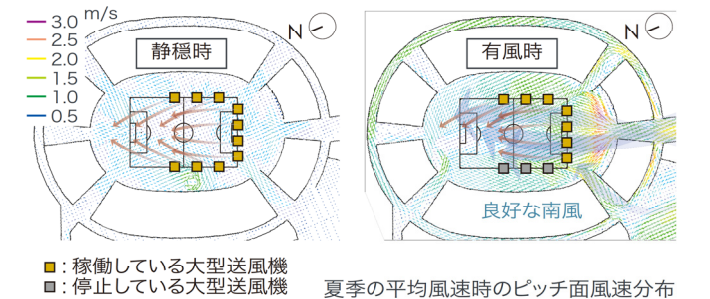 m/s
3.0
2.5
2.0
1.5
1.0
0.5
静穏時
N
有風時
N
良好な南風
：稼働している大型送風機
：停止している大型送風機
夏季の平均風速時のピッチ面風速分布